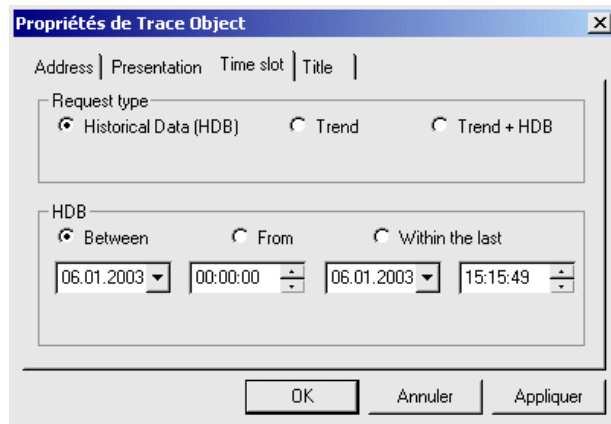 Propriétés de Trace Object
Address Presentation Time slot Title
Request type
Historical Data (HDB) Trend Trend + HDB
HDB
Between From Within the last
06.01.2003 00:00:00 06.01.2003 15:15:49
OK Annuler Appliquer